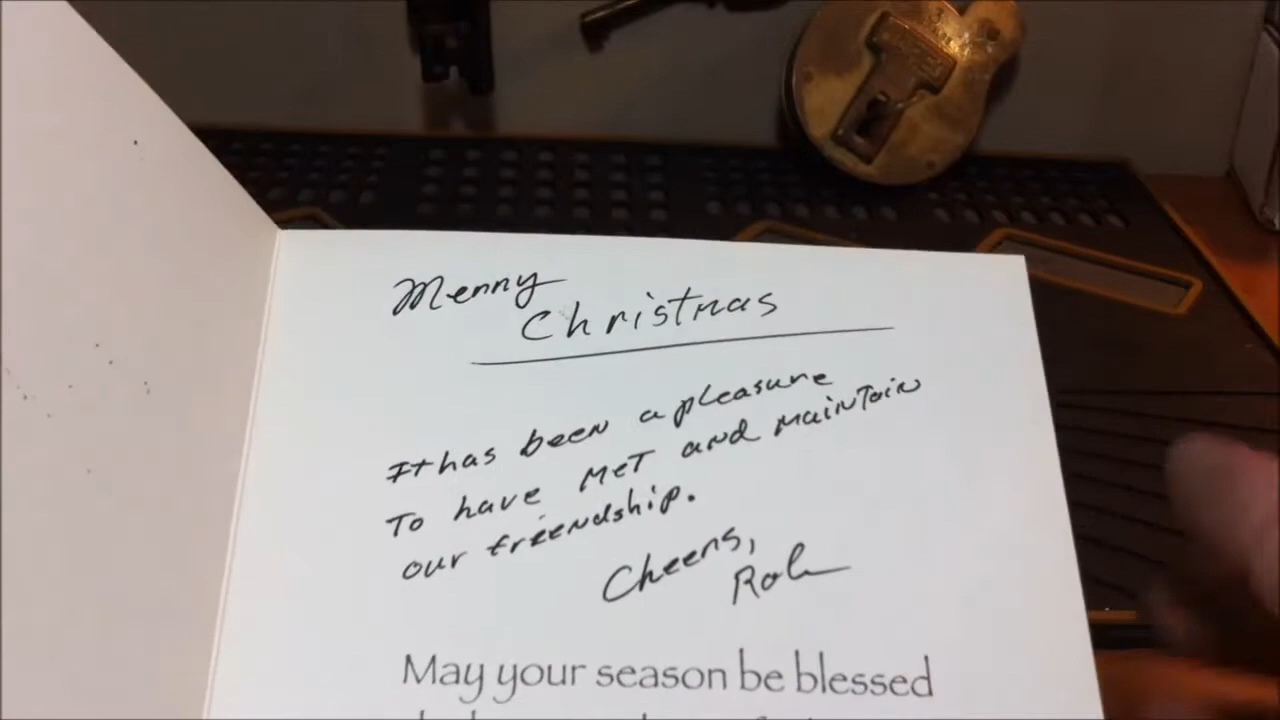 Merry
Christmas
It has been a pleasure
To have MeT and maintain
our friendship.
Cheers,
Rob
May your season be blessed